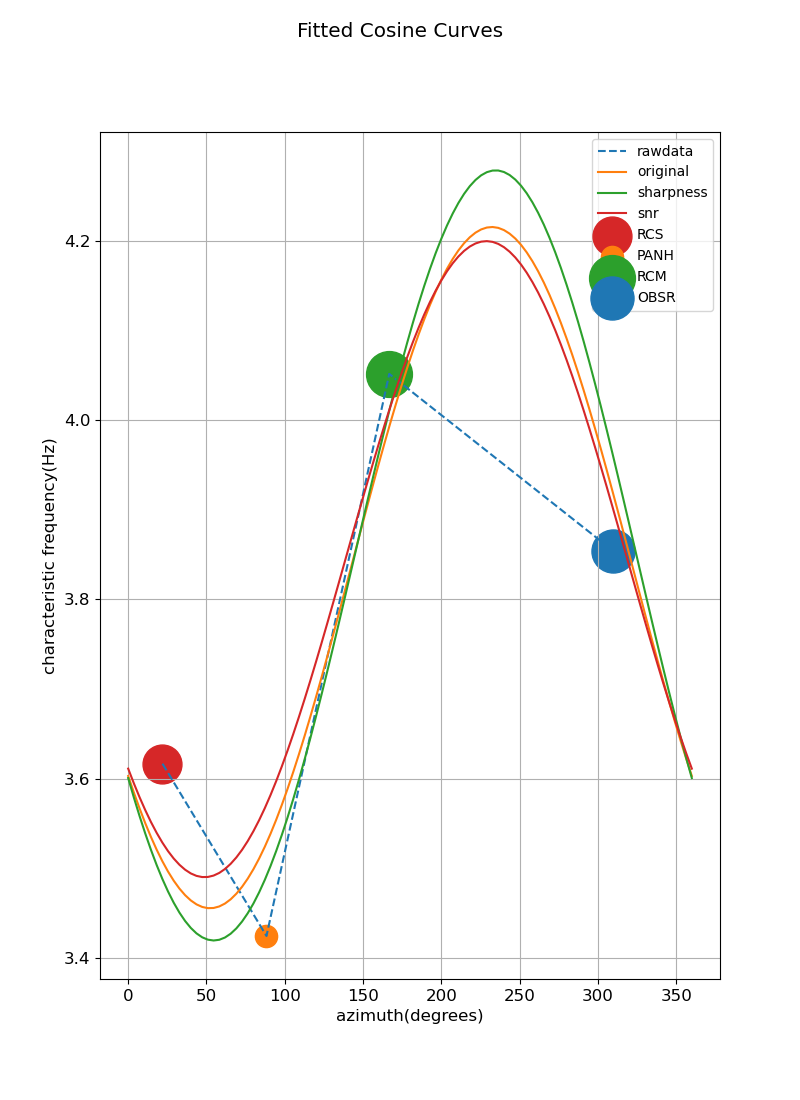 Fitted Cosine Curves
rawdata
original
sharpness
snr
RCS
PANH
RCM
OBSR
characteristic frequency(Hz)
4.2
4.0
3.8
3.6
3.4
0 50 100 150 200 250 300 350
azimuth(degrees)